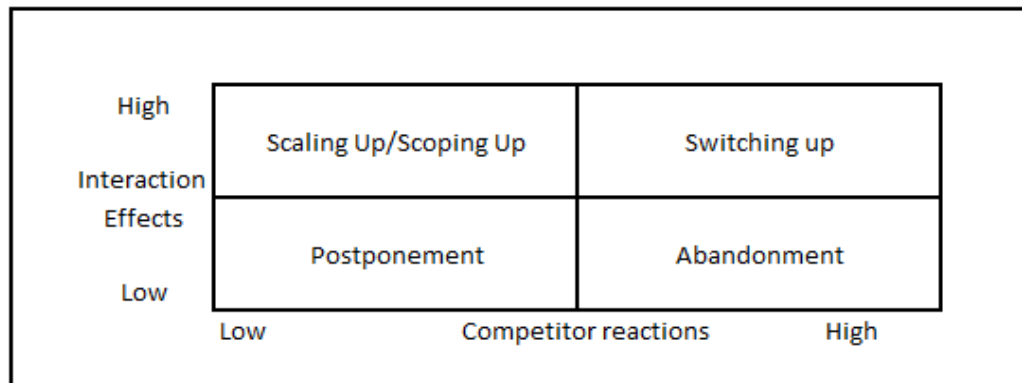 High
Scaling Up/Scoping Up
Switching up
Interaction
Effects
Postponement
Abandonment
Low
Low
Competitor reactions
High